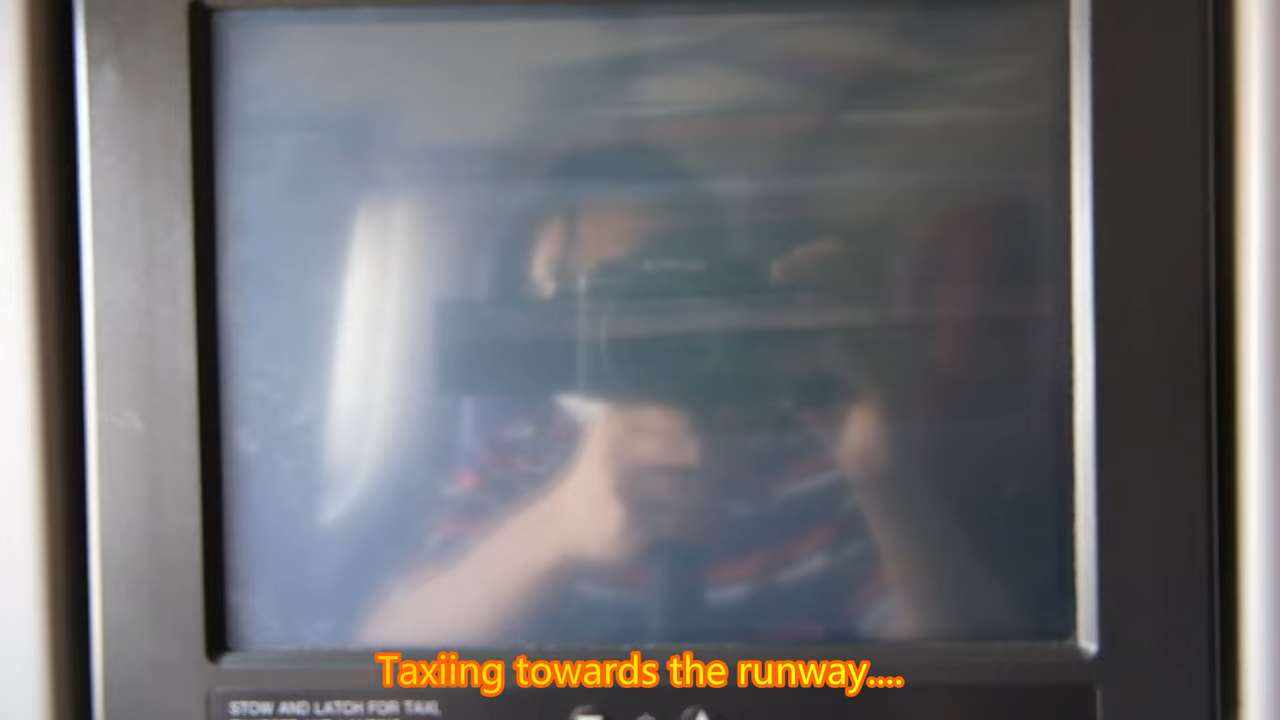 Taxiing towards the runway....
STOW AND LATCH FOR TAXI,